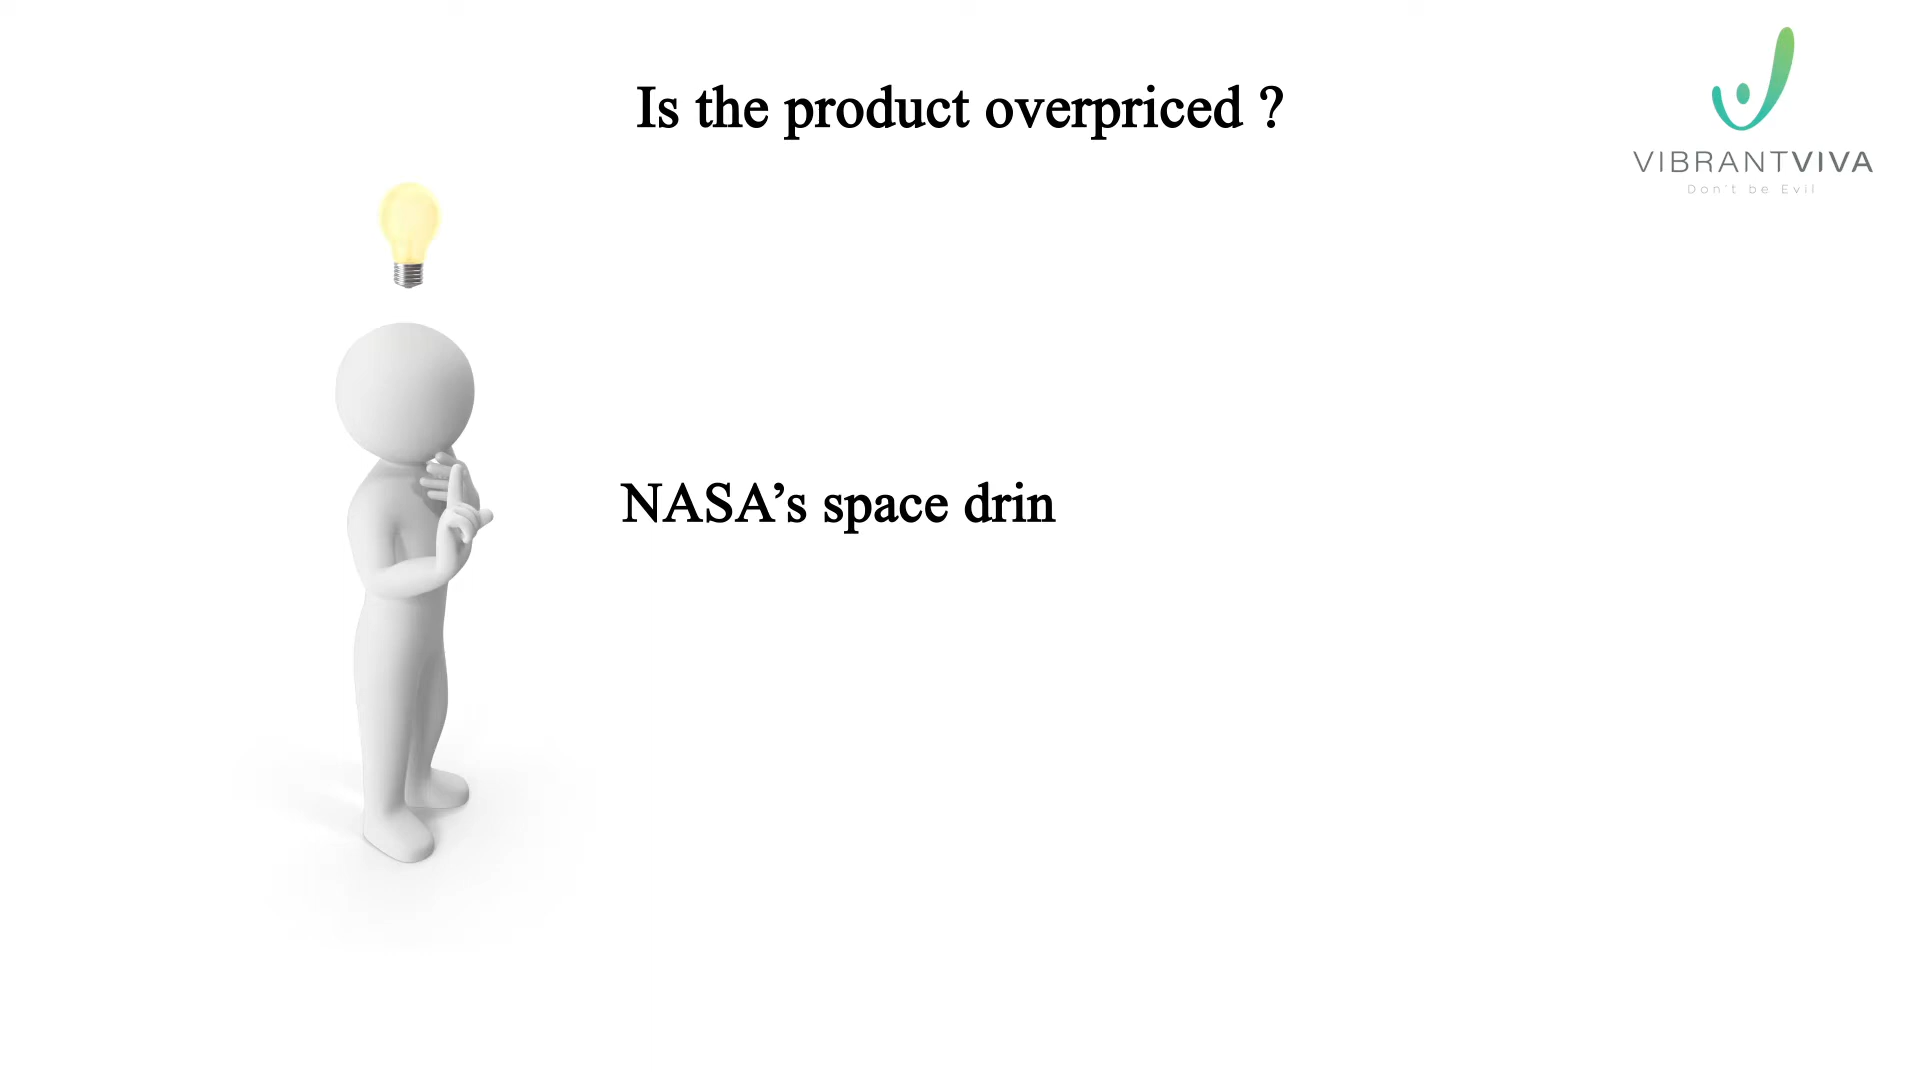 Is the product overpriced ?
VIBRANTVIVA
Don't be Evil
NASA’s space drin